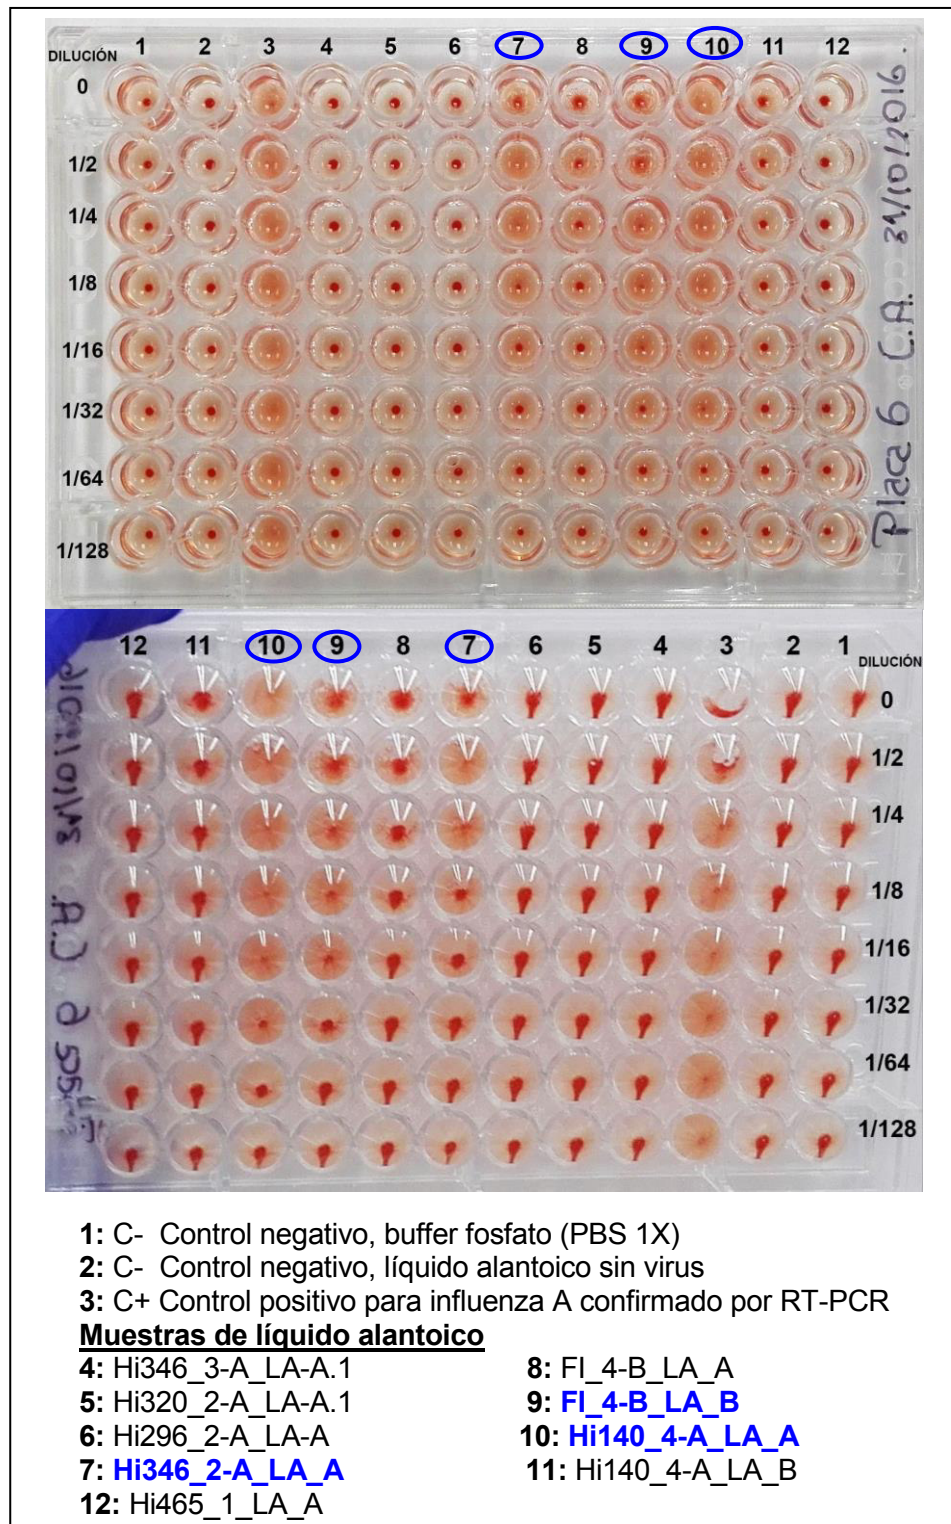 DILUCIÓN 1 2 3 4 5 6 7 8 9 10 11 12
0
1/2
1/4
1/8
1/16
1/32
1/64
1/128
Placa 6 C.A. 31/01/2016
12 11 10 9 8 7 6 5 4 3 2 1 DILUCIÓN
0
1/2
1/4
1/8
1/16
1/32
1/64
1/128
1: C- Control negativo, buffer fosfato (PBS 1X)
2: C- Control negativo, líquido alantoico sin virus
3: C+ Control positivo para influenza A confirmado por RT-PCR
Muestras de líquido alantoico
4: Hi346_3-A_LA-A.1 8: FI_4-B_LA_A
5: Hi320_2-A_LA-A.1 9: FI_4-B_LA_B
6: Hi296_2-A_LA-A 10: Hi140_4-A_LA_A
7: Hi346_2-A_LA_A 11: Hi140_4-A_LA_B
12: Hi465_1_LA_A